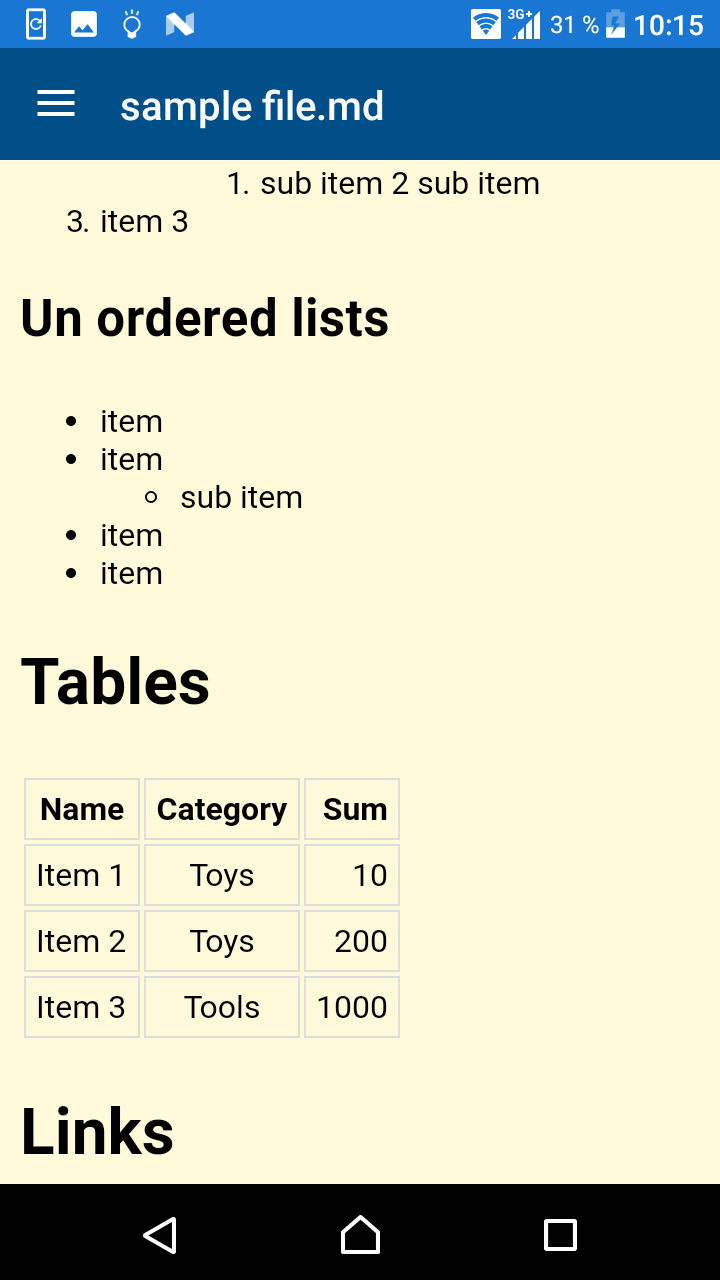 3G+ 31 % 10:15
sample file.md
1. sub item 2 sub item
3. item 3
Un ordered lists
• item
• item
◦ sub item
• item
• item
Tables
Name Category Sum
Item 1 Toys 10
Item 2 Toys 200
Item 3 Tools 1000
Links